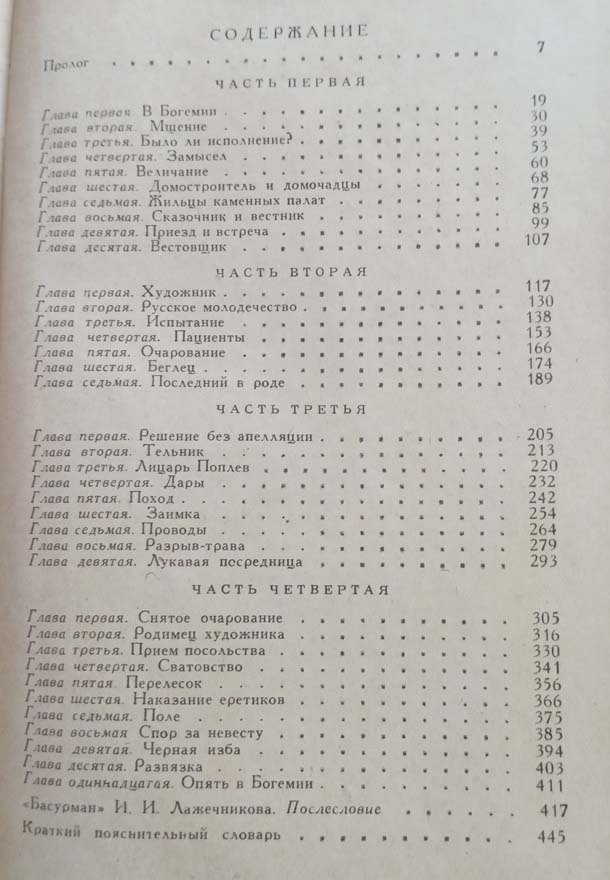 СОДЕРЖАНИЕ
Пролог . . . . . . . . . . . . . . . . 7
ЧАСТЬ ПЕРВАЯ
Глава первая. В Богемии . . . . . . . . . . 19
Глава вторая. Мщение . . . . . . . . . . 30
Глава третья. Было ли исполнение? . . . . . . . 39
Глава четвертая. Замысел . . . . . . . . . 53
Глава пятая. Величание . . . . . . . . . . 60
Глава шестая. Домостроитель и домочадцы . . . . . 68
Глава седьмая. Жильцы каменных палат . . . . . . 77
Глава восьмая. Сказочник и вестник . . . . . . . 85
Глава девятая. Приезд и встреча . . . . . . . . 99
Глава десятая. Вестовщик . . . . . . . . . 107
ЧАСТЬ ВТОРАЯ
Глава первая. Художник . . . . . . . . . . 117
Глава вторая. Русское молодечество . . . . . . . 130
Глава третья. Испытание . . . . . . . . . 138
Глава четвертая. Пациенты . . . . . . . . . 153
Глава пятая. Очарование . . . . . . . . . 166
Глава шестая. Беглец . . . . . . . . . . 174
Глава седьмая. Последний в роде . . . . . . . . 189
ЧАСТЬ ТРЕТЬЯ
Глава первая. Решение без апелляции . . . . . . . 205
Глава вторая. Тельник . . . . . . . . . . 213
Глава третья. Лицарь Поплев . . . . . . . . 220
Глава четвертая. Дары . . . . . . . . . . 232
Глава пятая. Поход . . . . . . . . . . . 242
Глава шестая. Заимка . . . . . . . . . . 254
Глава седьмая. Проводы . . . . . . . . . . 264
Глава восьмая. Разрыв-трава . . . . . . . . 279
Глава девятая. Лукавая посредница . . . . . . . 293
ЧАСТЬ ЧЕТВЕРТАЯ
Глава первая. Снятое очарование . . . . . . . . 305
Глава вторая. Родимец художника . . . . . . . . 316
Глава третья. Прием посольства . . . . . . . . 330
Глава четвертая. Сватовство . . . . . . . . 341
Глава пятая. Перелесок . . . . . . . . . . 356
Глава шестая. Наказание еретиков . . . . . . . 366
Глава седьмая. Поле . . . . . . . . . . 375
Глава восьмая Спор за невесту . . . . . . . . 385
Глава девятая. Черная изба . . . . . . . . . 394
Глава десятая. Развязка . . . . . . . . . . 403
Глава одиннадцатая. Опять в Богемии . . . . . . . 411
«Басурман» И. И. Лажечникова. Послесловие . . . . . 417
Краткий пояснительный словарь . . . . . . . . 445